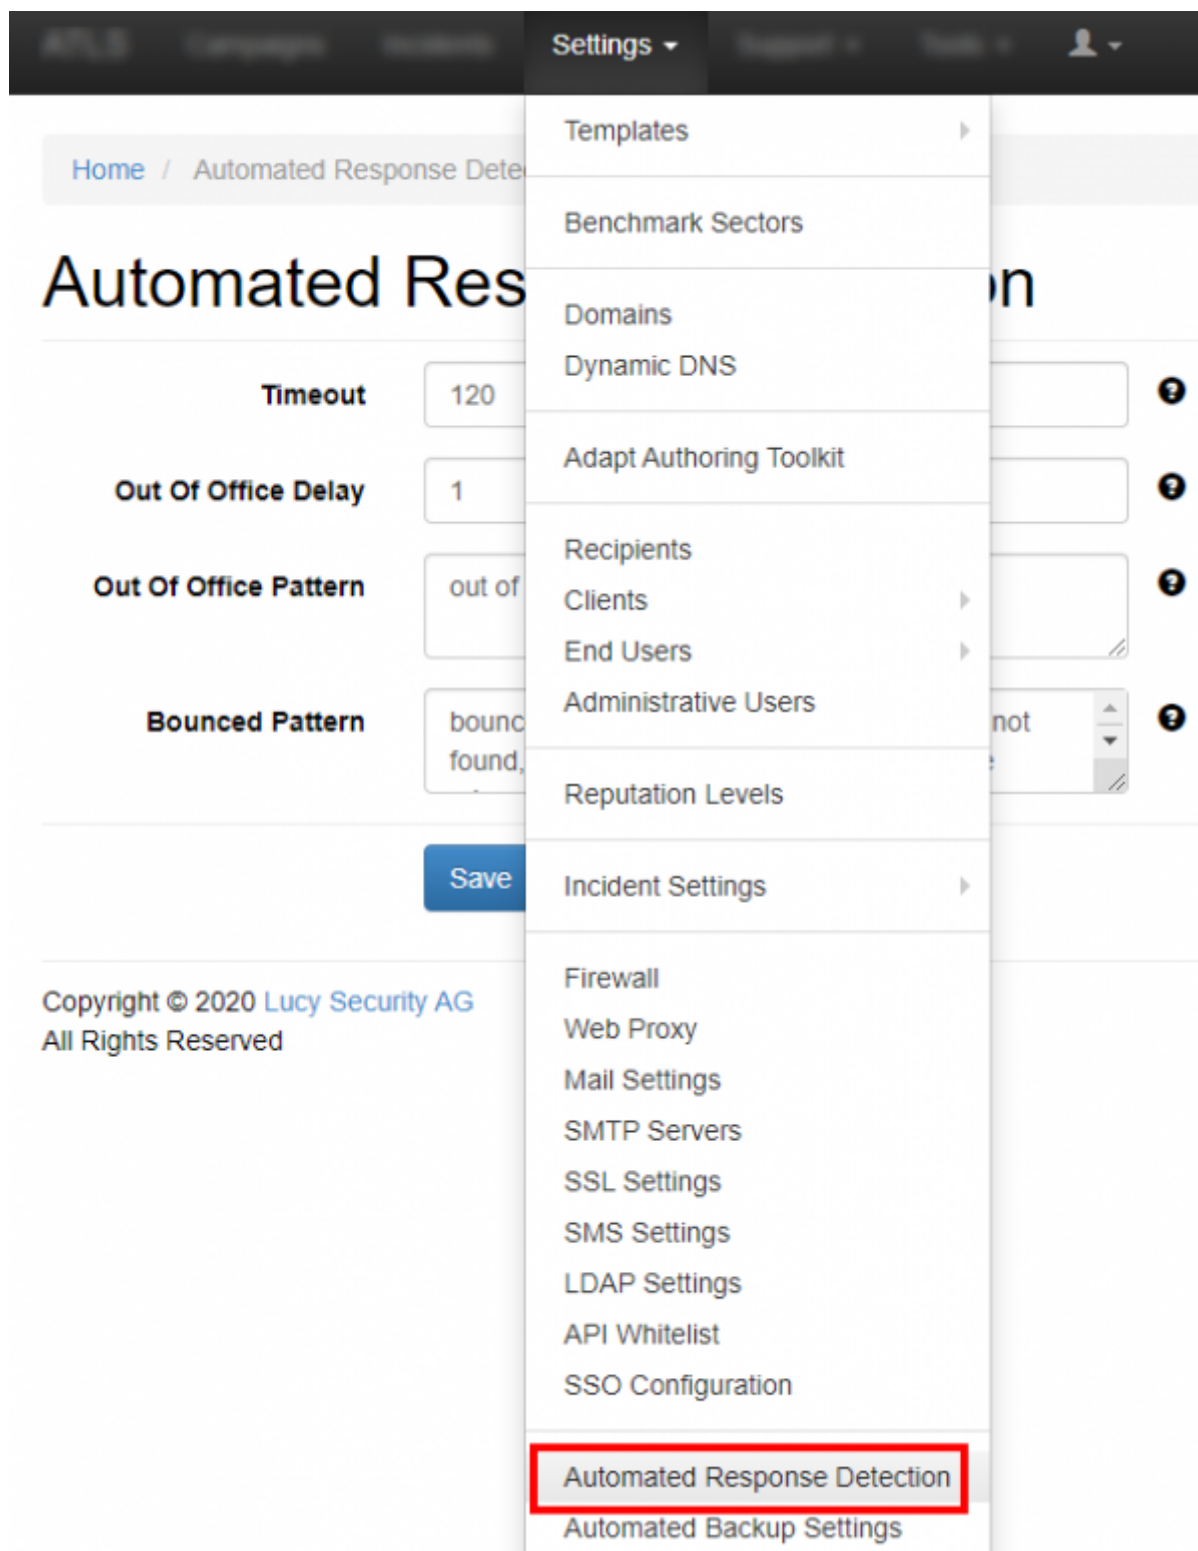 Settings
Home / Automated Response Dete
Automated Res on
Timeout 120
Out Of Office Delay 1
Out Of Office Pattern out of
Bounced Pattern bounc not
found,
Save
Copyright © 2020 Lucy Security AG
All Rights Reserved
Templates
Benchmark Sectors
Domains
Dynamic DNS
Adapt Authoring Toolkit
Recipients
Clients
End Users
Administrative Users
Reputation Levels
Incident Settings
Firewall
Web Proxy
Mail Settings
SMTP Servers
SSL Settings
SMS Settings
LDAP Settings
API Whitelist
SSO Configuration
Automated Response Detection
Automated Backup Settings